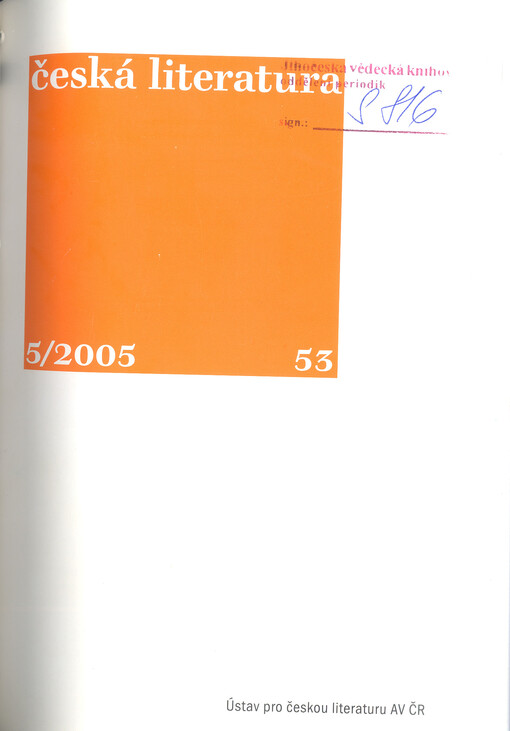 česká literatura
Jihočeská vědecká knihov
oddělení periodik
sign.: S 816
5/2005 53
Ústav pro českou literaturu AV ČR